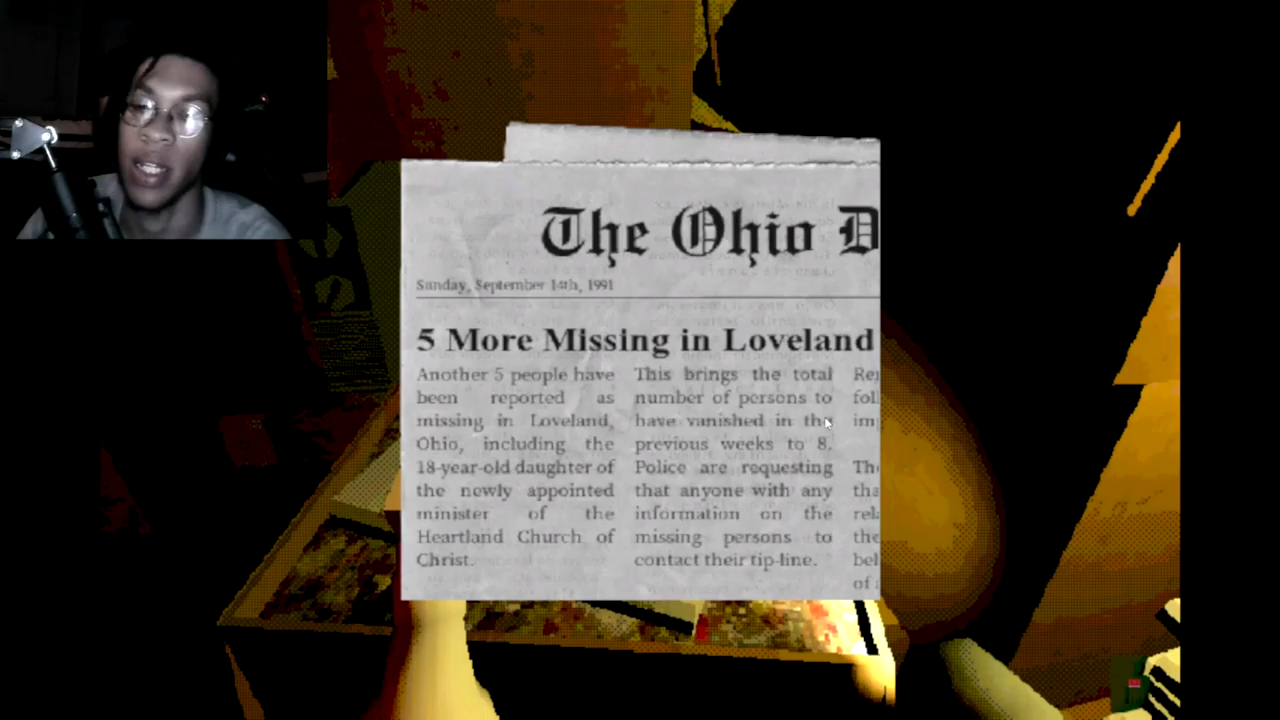 The Ohio D
Sunday, September 14th, 1991
5 More Missing in Loveland
Another 5 people have
been reported as
missing in Loveland,
Ohio, including the
18-year-old daughter of
the newly appointed
minister of the
Heartland Church of
Christ.
This brings the total
number of persons to
have vanished in the
previous weeks to 8.
Police are requesting
that anyone with any
information on the
missing persons to
contact their tip-line.